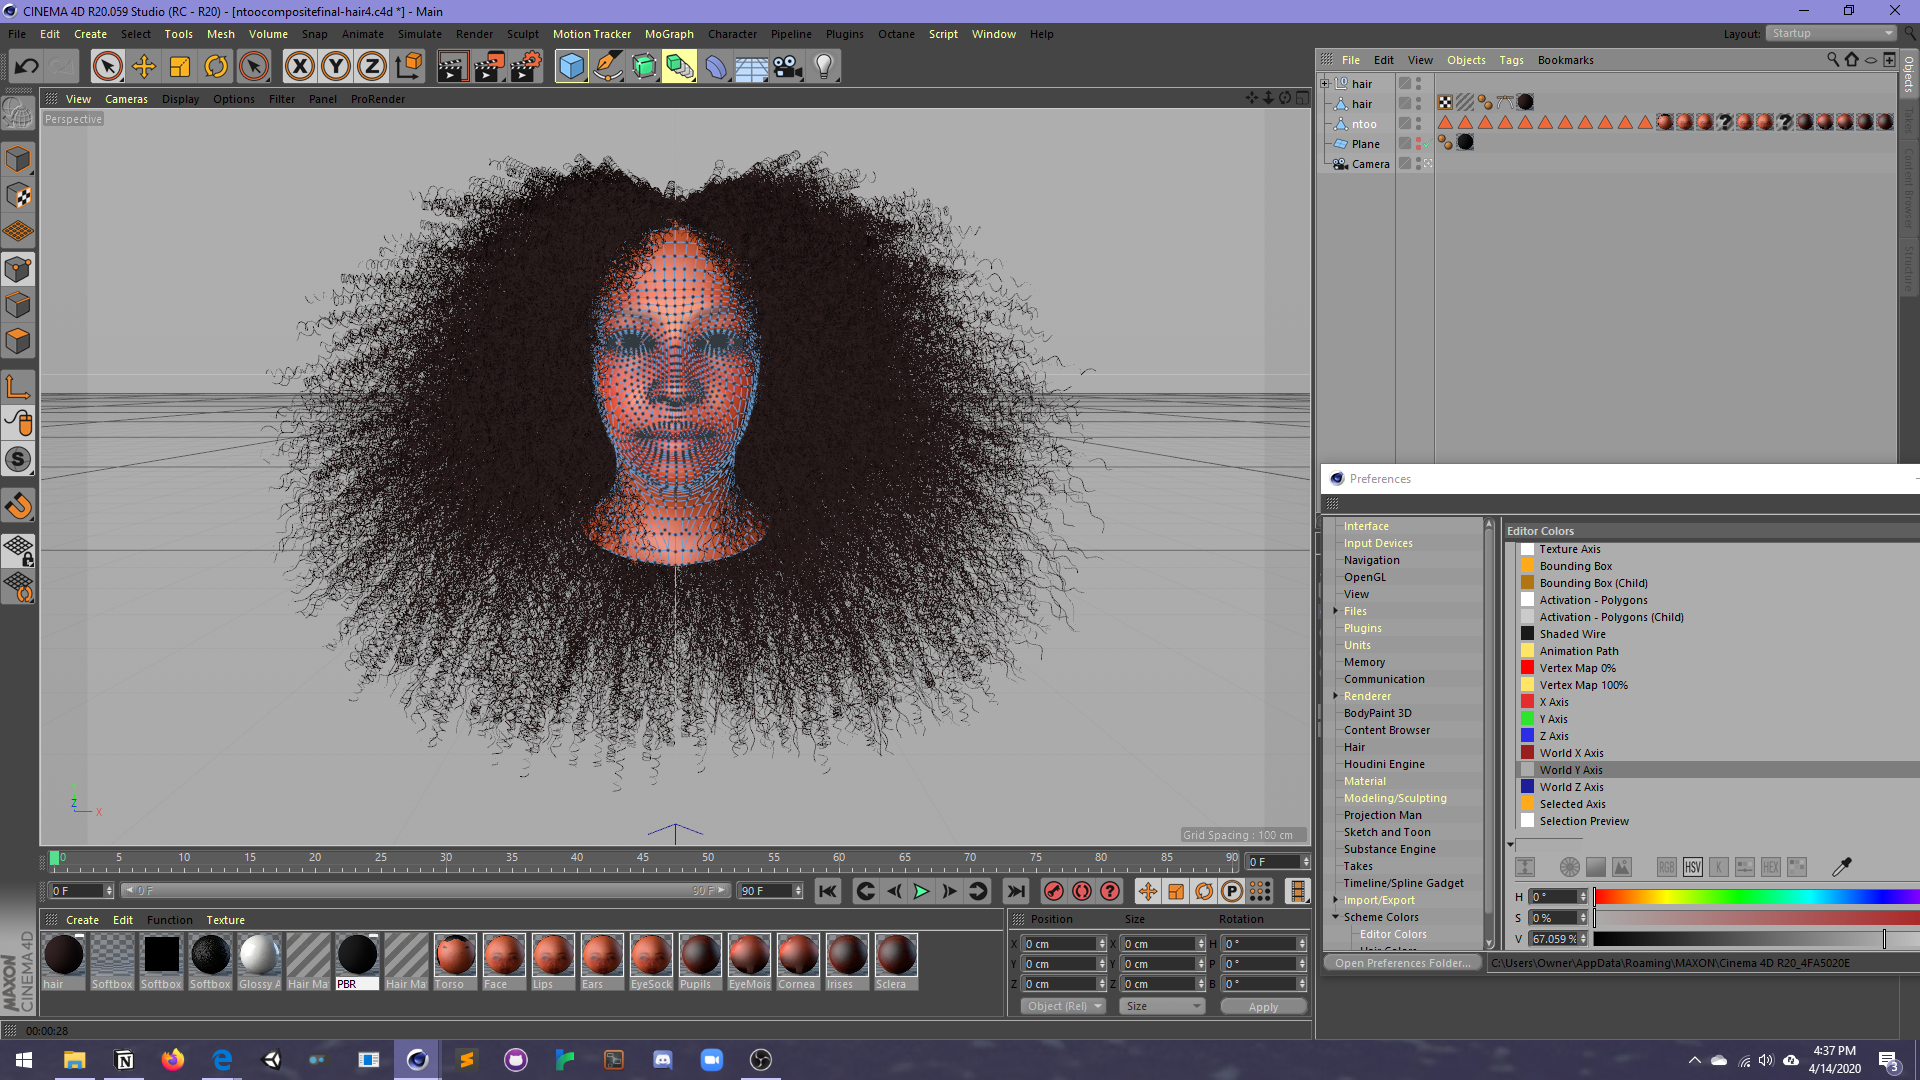 CINEMA 4D R20.059 Studio (RC - R20) - [ntoocompositefinal-hair4.c4d *] - Main
File Edit Create Select Tools Mesh Volume Snap Animate Simulate Render Sculpt Motion Tracker MoGraph Character Pipeline Plugins Octane Script Window Help
Layout: Startup
X Y Z
View Cameras Display Options Filter Panel ProRender
Perspective
File Edit View Objects Tags Bookmarks
hair
hair
ntoo
Plane
Camera
Objects
Takes
Content Browser
Structure
Preferences
Interface
Input Devices
Navigation
OpenGL
View
Files
Plugins
Units
Memory
Communication
Renderer
BodyPaint 3D
Content Browser
Hair
Houdini Engine
Material
Modeling/Sculpting
Projection Man
Sketch and Toon
Substance Engine
Takes
Timeline/Spline Gadget
Import/Export
Scheme Colors
Editor Colors
Hair Colors
Open Preferences Folder...
Editor Colors
Texture Axis
Bounding Box
Bounding Box (Child)
Activation - Polygons
Activation - Polygons (Child)
Shaded Wire
Animation Path
Vertex Map 0%
Vertex Map 100%
X Axis
Y Axis
Z Axis
World X Axis
World Y Axis
World Z Axis
Selected Axis
Selection Preview
RGB HSV K HEX
H 0 °
S 0 %
V 67.059 %
C:\Users\Owner\AppData\Roaming\MAXON\Cinema 4D R20_4FA5020E
Y
Z X
Grid Spacing : 100 cm
0 5 10 15 20 25 30 35 40 45 50 55 60 65 70 75 80 85 90 0 F
0 F 0 F 90 F 90 F
P
Create Edit Function Texture
hair Softbox Softbox Softbox Glossy A Hair Ma PBR Hair Ma Torso Face Lips Ears EyeSock Pupils EyeMois Cornea Irises Sclera
Position Size Rotation
X 0 cm X 0 cm H 0 °
Y 0 cm Y 0 cm P 0 °
Z 0 cm Z 0 cm B 0 °
Object (Rel) Size Apply
MAXON
CINEMA 4D
00:00:28
4:37 PM
4/14/2020
3